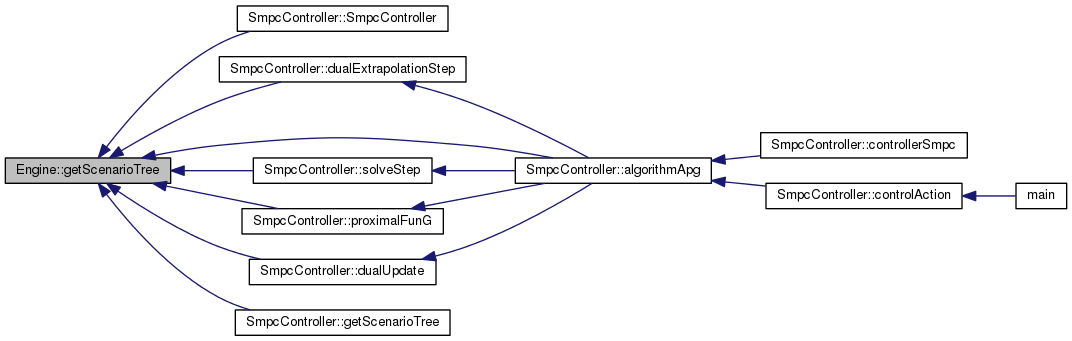 SmpcController::SmpcController
SmpcController::dualExtrapolationStep
Engine::getScenarioTree
SmpcController::solveStep
SmpcController::proximalFunG
SmpcController::dualUpdate
SmpcController::getScenarioTree
SmpcController::algorithmApg
SmpcController::controllerSmpc
SmpcController::controlAction
main